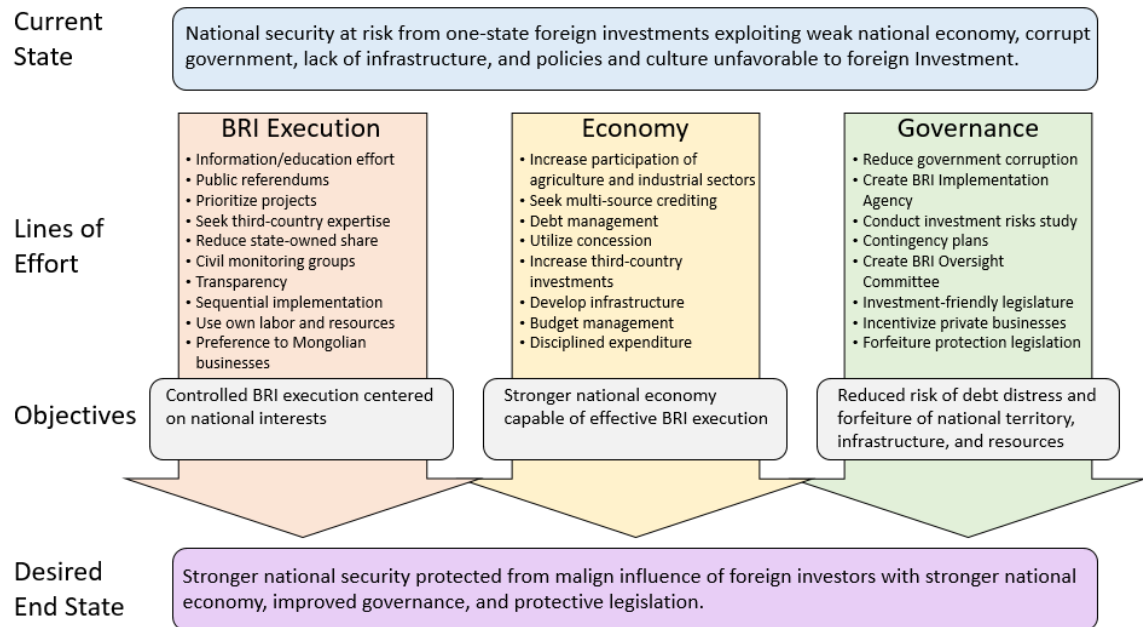 Current
State
National security at risk from one-state foreign investments exploiting weak national economy, corrupt
government, lack of infrastructure, and policies and culture unfavorable to foreign Investment.
Lines of
Effort
BRI Execution
• Information/education effort
• Public referendums
• Prioritize projects
• Seek third-country expertise
• Reduce state-owned share
• Civil monitoring groups
• Transparency
• Sequential implementation
• Use own labor and resources
• Preference to Mongolian
businesses
Economy
• Increase participation of
agriculture and industrial sectors
• Seek multi-source crediting
• Debt management
• Utilize concession
• Increase third-country
investments
• Develop infrastructure
• Budget management
• Disciplined expenditure
Governance
• Reduce government corruption
• Create BRI Implementation
Agency
• Conduct investment risks study
• Contingency plans
• Create BRI Oversight
Committee
• Investment-friendly legislature
• Incentivize private businesses
• Forfeiture protection legislation
Objectives
Controlled BRI execution centered
on national interests
Stronger national economy
capable of effective BRI execution
Reduced risk of debt distress and
forfeiture of national territory,
infrastructure, and resources
Desired
End State
Stronger national security protected from malign influence of foreign investors with stronger national
economy, improved governance, and protective legislation.